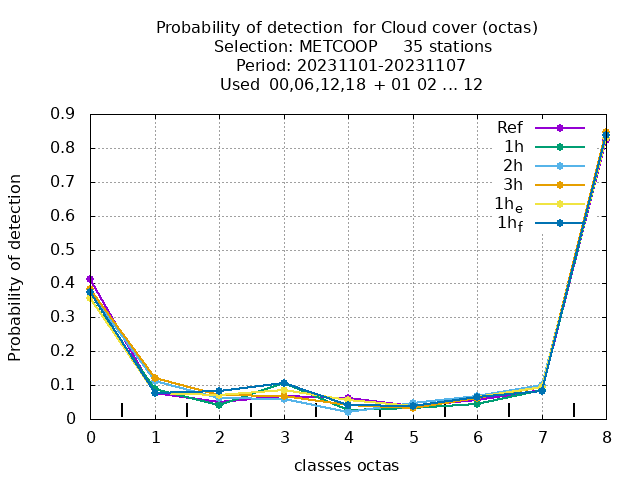 Probability of detection  for Cloud cover (octas)
Selection: METCOOP     35 stations
Period: 20231101-20231107
Used  00,06,12,18  + 01 02 ... 12
0.9
0.8
0.7
0.6
0.5
0.4
0.3
0.2
0.1
0
Probability of detection
Ref
1h
2h
3h
1h_e
1h_f
0 1 2 3 4 5 6 7 8
classes octas